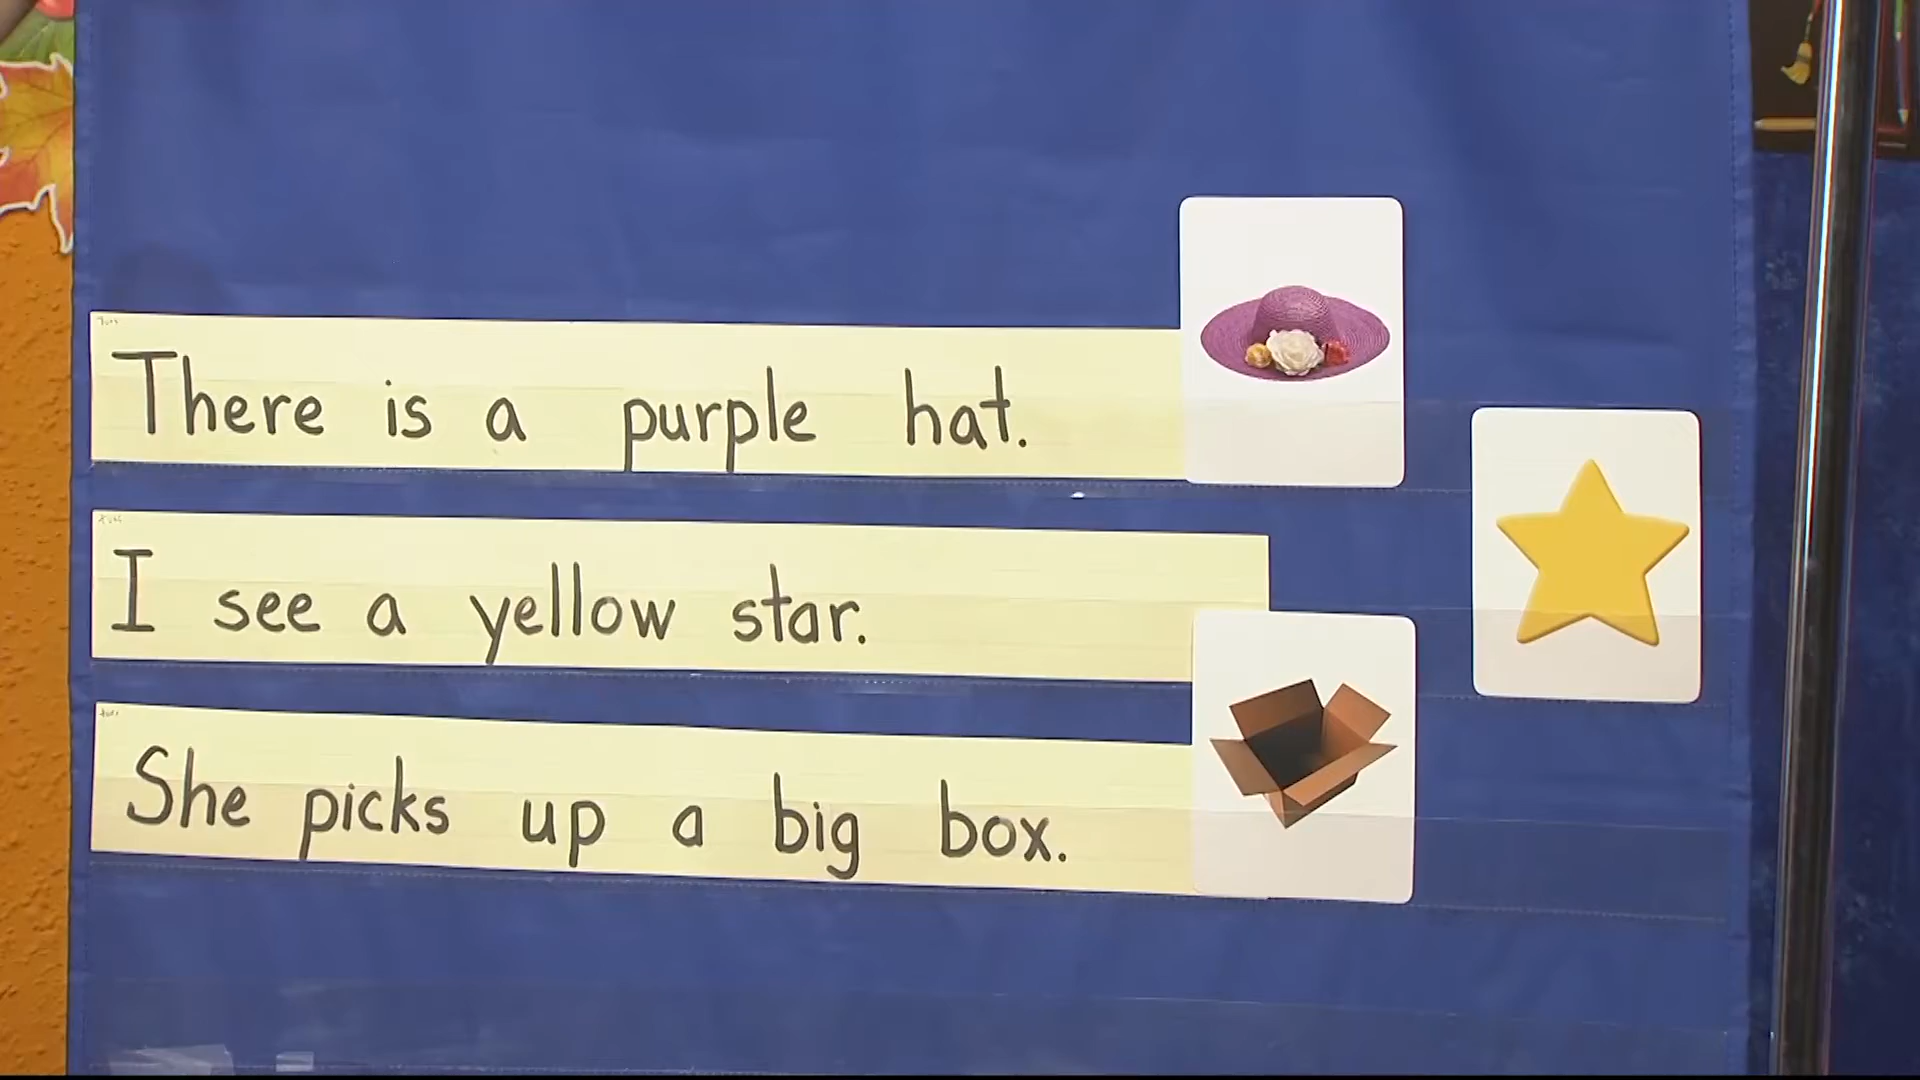 There is a purple hat.
I see a yellow star.
She picks up a big box.